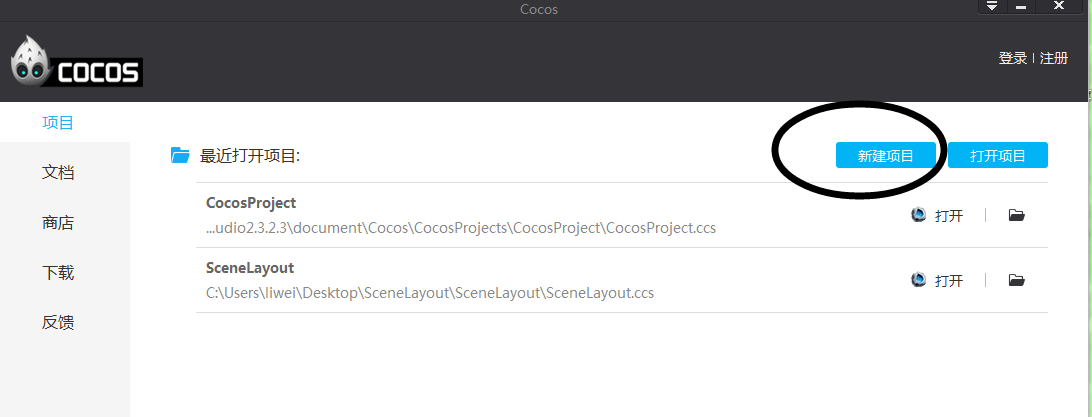 Cocos
COCOS
登录 | 注册
项目
文档
商店
下载
反馈
最近打开项目:
新建项目
打开项目
CocosProject
...udio2.3.2.3\document\Cocos\CocosProjects\CocosProject\CocosProject.ccs
打开
SceneLayout
C:\Users\liwei\Desktop\SceneLayout\SceneLayout\SceneLayout.ccs
打开